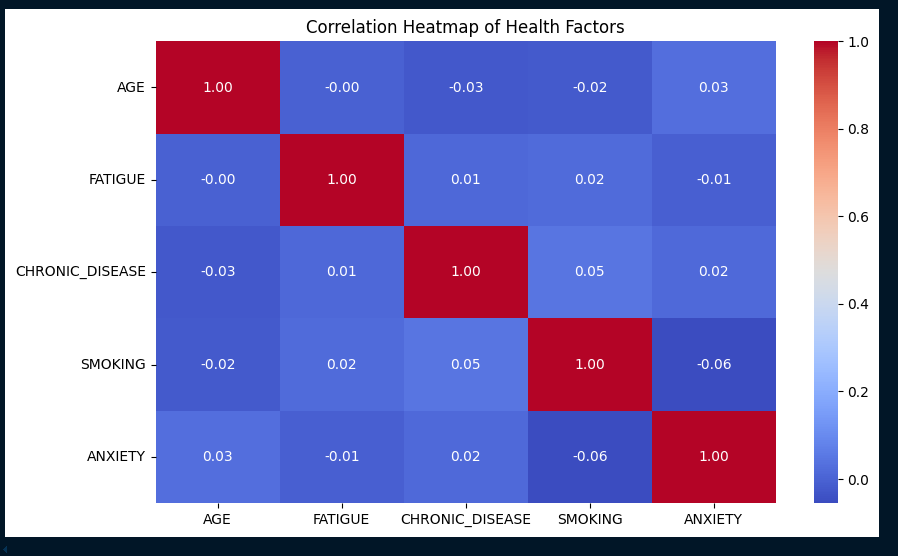 Correlation Heatmap of Health Factors
AGE 1.00 -0.00 -0.03 -0.02 0.03
FATIGUE -0.00 1.00 0.01 0.02 -0.01
CHRONIC_DISEASE -0.03 0.01 1.00 0.05 0.02
SMOKING -0.02 0.02 0.05 1.00 -0.06
ANXIETY 0.03 -0.01 0.02 -0.06 1.00
AGE FATIGUE CHRONIC_DISEASE SMOKING ANXIETY
1.0
0.8
0.6
0.4
0.2
0.0